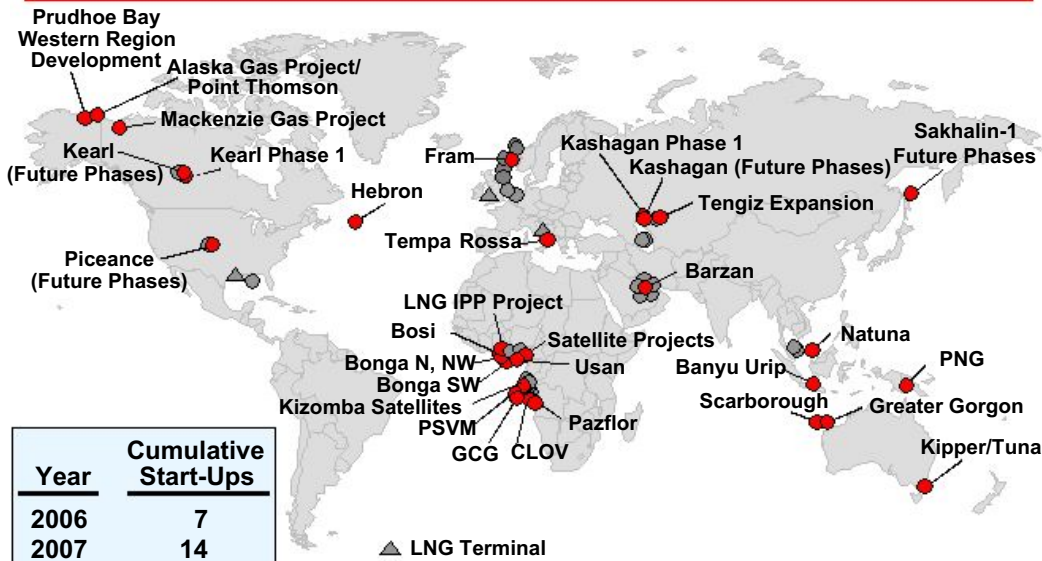 Prudhoe Bay
Western Region
Development
Alaska Gas Project/
Point Thomson
Mackenzie Gas Project
Kearl
(Future Phases)
Kearl Phase 1
Hebron
Piceance
(Future Phases)
Fram
Kashagan Phase 1
Kashagan (Future Phases)
Tengiz Expansion
Sakhalin-1
Future Phases
Tempa Rossa
Barzan
LNG IPP Project
Bosi
Satellite Projects
Bonga N, NW
Usan
Bonga SW
Kizomba Satellites
PSVM
Pazflor
GCG
CLOV
Natuna
Banyu Urip
PNG
Scarborough
Greater Gorgon
Kipper/Tuna
Cumulative
Year Start-Ups
2006 7
2007 14
LNG Terminal